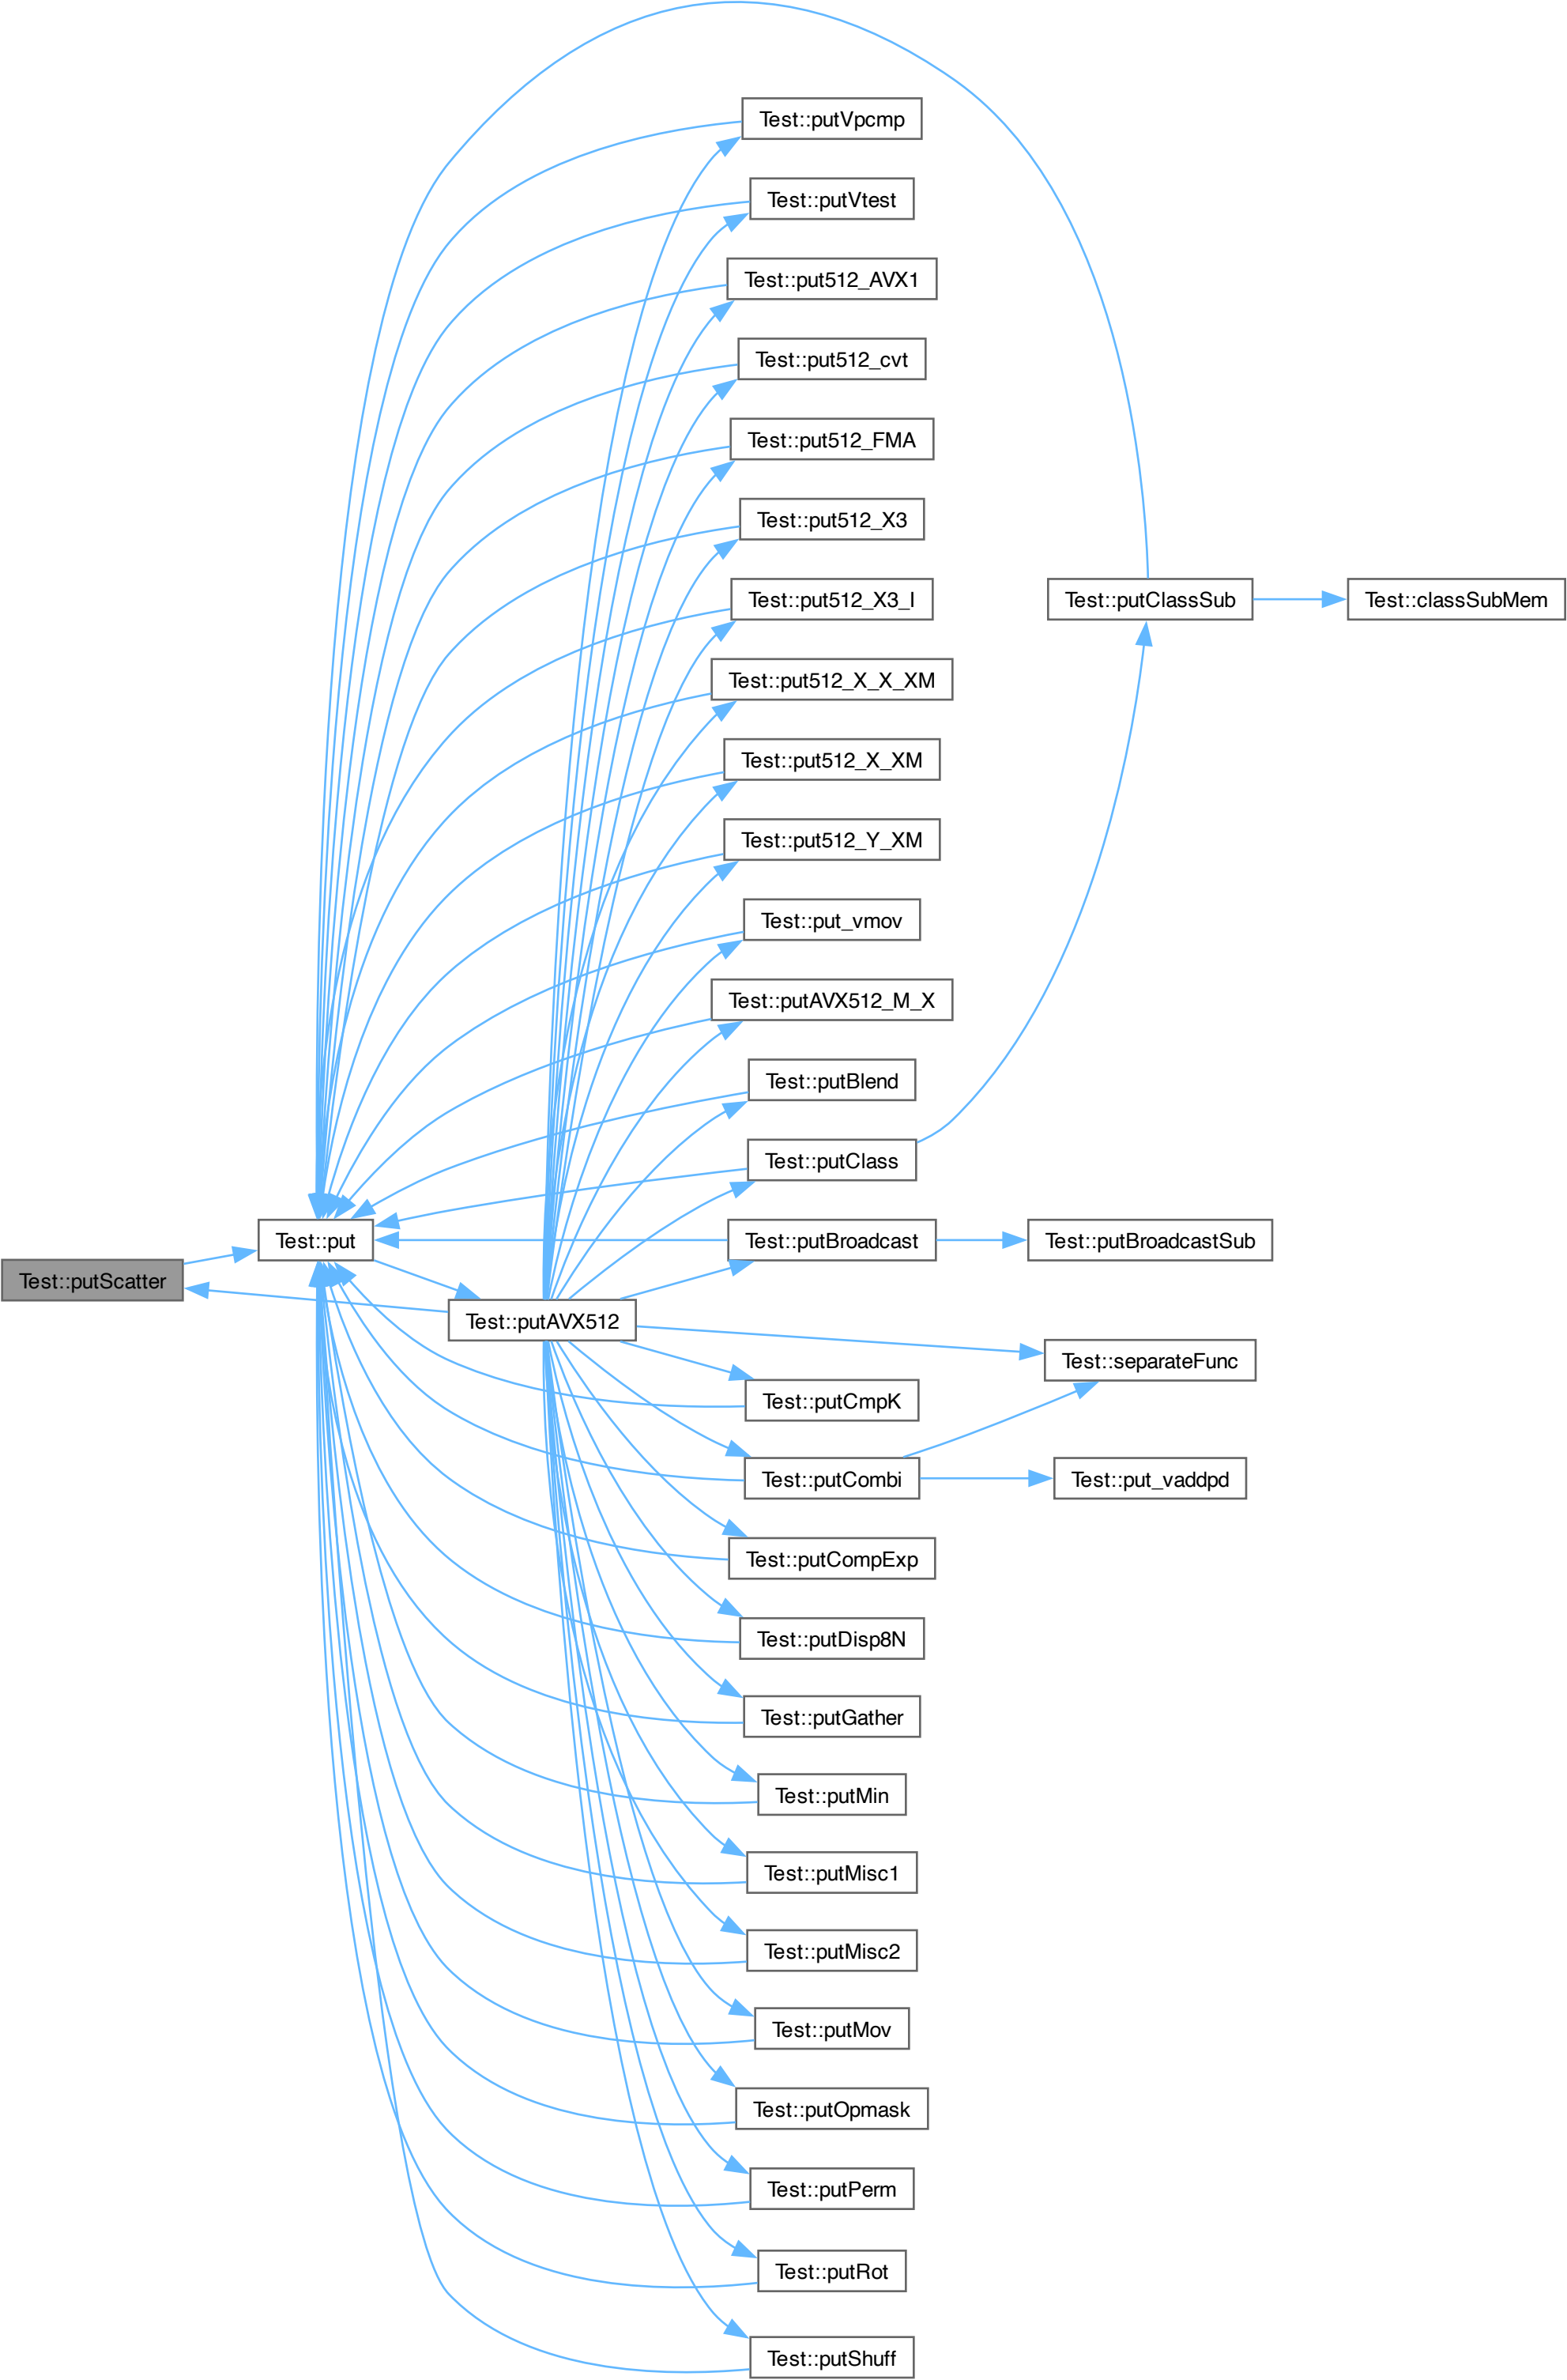 Test::putVpcmp
Test::putVtest
Test::put512_AVX1
Test::put512_cvt
Test::put512_FMA
Test::put512_X3
Test::put512_X3_I
Test::putClassSub
Test::classSubMem
Test::put512_X_X_XM
Test::put512_X_XM
Test::put512_Y_XM
Test::put_vmov
Test::putAVX512_M_X
Test::putBlend
Test::putClass
Test::put
Test::putBroadcast
Test::putBroadcastSub
Test::putScatter
Test::putAVX512
Test::separateFunc
Test::putCmpK
Test::putCombi
Test::put_vaddpd
Test::putCompExp
Test::putDisp8N
Test::putGather
Test::putMin
Test::putMisc1
Test::putMisc2
Test::putMov
Test::putOpmask
Test::putPerm
Test::putRot
Test::putShuff